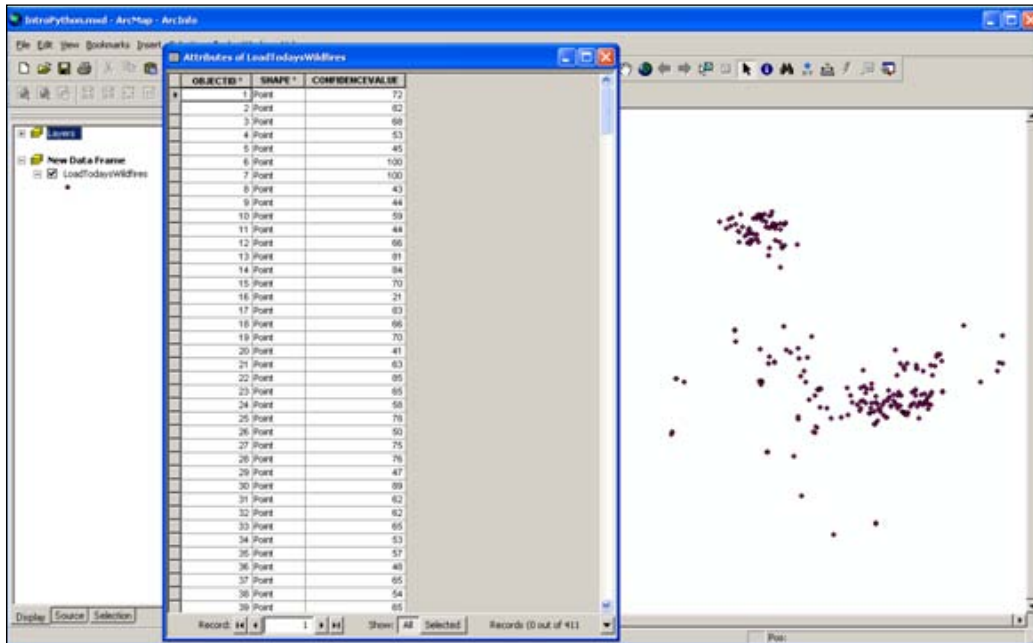 IntroPython.mxd - ArcMap - ArcInfo
File Edit View Bookmarks Insert
Attributes of LoadTodaysWildfires
OBJECTID * SHAPE * CONFIDENCEVALUE
1 Point 72
2 Point 82
3 Point 68
4 Point 53
5 Point 45
6 Point 100
7 Point 100
8 Point 43
9 Point 44
10 Point 59
11 Point 44
12 Point 66
13 Point 81
14 Point 84
15 Point 70
16 Point 21
17 Point 83
18 Point 66
19 Point 70
20 Point 41
21 Point 63
22 Point 85
23 Point 65
24 Point 58
25 Point 78
26 Point 50
27 Point 75
28 Point 76
29 Point 47
30 Point 89
31 Point 62
32 Point 62
33 Point 65
34 Point 53
35 Point 57
36 Point 48
37 Point 65
38 Point 54
39 Point 65
Layers
New Data Frame
LoadTodaysWildfires
Display Source Selection
Record: 1 Show: All Selected Records (0 out of 411
Pos: